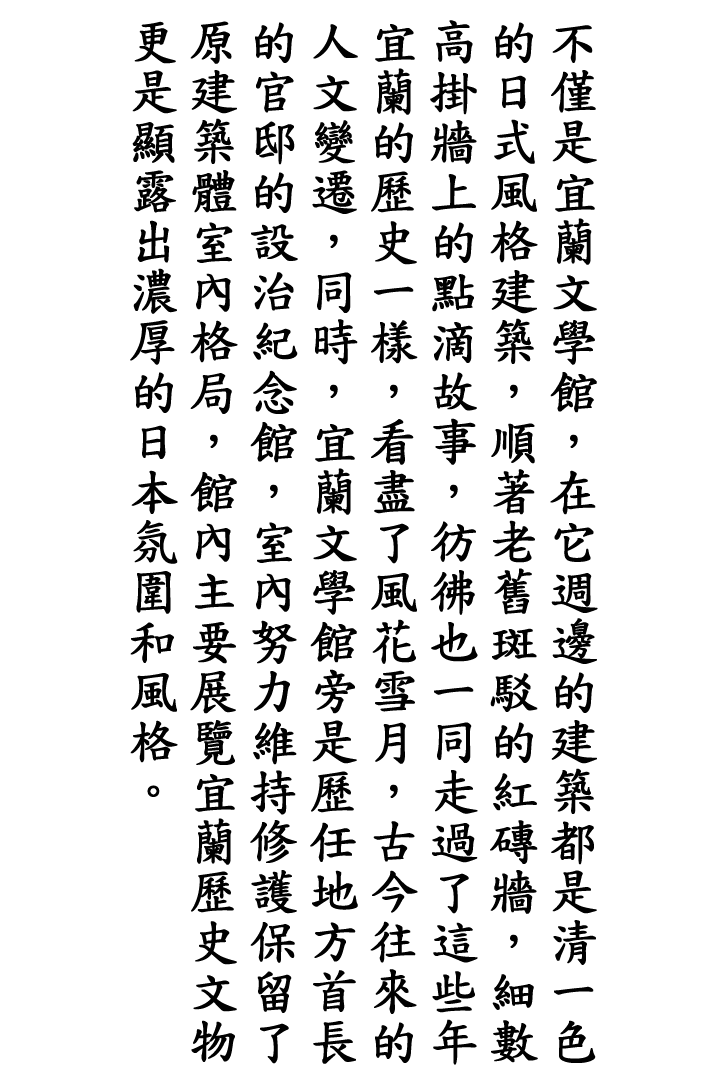 不僅是宜蘭文學館，在它週邊的建築都是清一色
的日式風格建築，順著老舊斑駁的紅磚牆，細數
高掛牆上的點滴故事，彷彿也一同走過了這些年
宜蘭的歷史一樣，看盡了風花雪月，古今往來的
人文變遷，同時，宜蘭文學館旁是歷任地方首長
的官邸的設治紀念館，室內努力維持修護保留了
原建築體室內格局，館內主要展覽宜蘭歷史文物
更是顯露出濃厚的日本氛圍和風格。